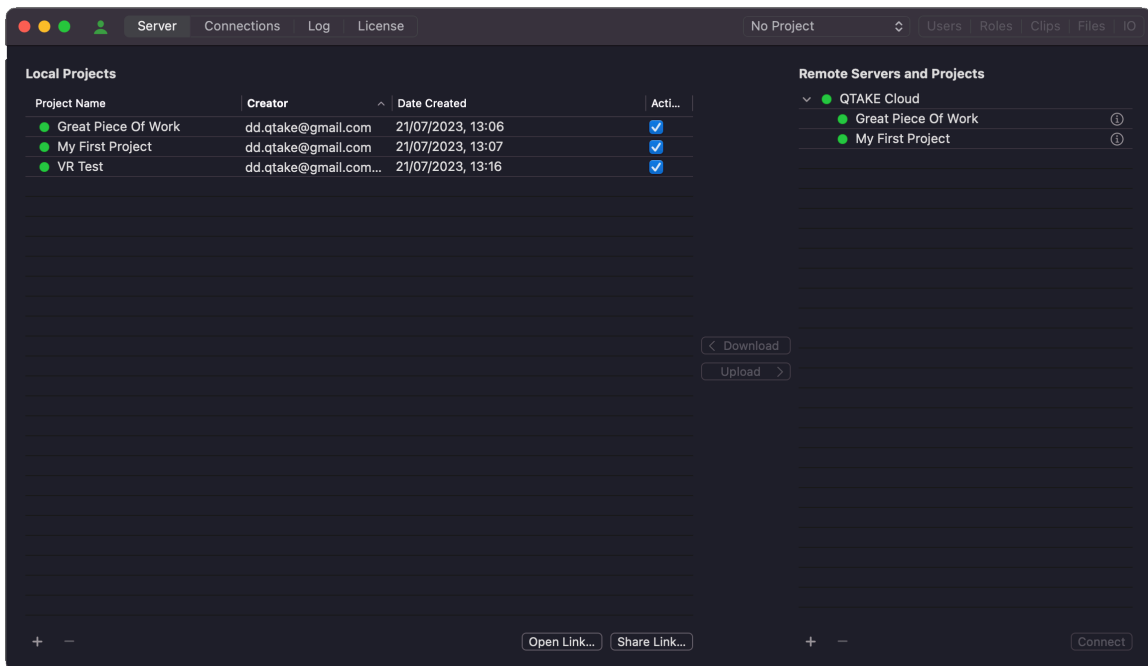 Server Connections Log License No Project Users Roles Clips Files IO
Local Projects
Project Name Creator Date Created Acti...
Great Piece Of Work dd.qtake@gmail.com 21/07/2023, 13:06
My First Project dd.qtake@gmail.com 21/07/2023, 13:07
VR Test dd.qtake@gmail.com... 21/07/2023, 13:16
Download
Upload
Open Link... Share Link...
Remote Servers and Projects
QTAKE Cloud
Great Piece Of Work
My First Project
Connect